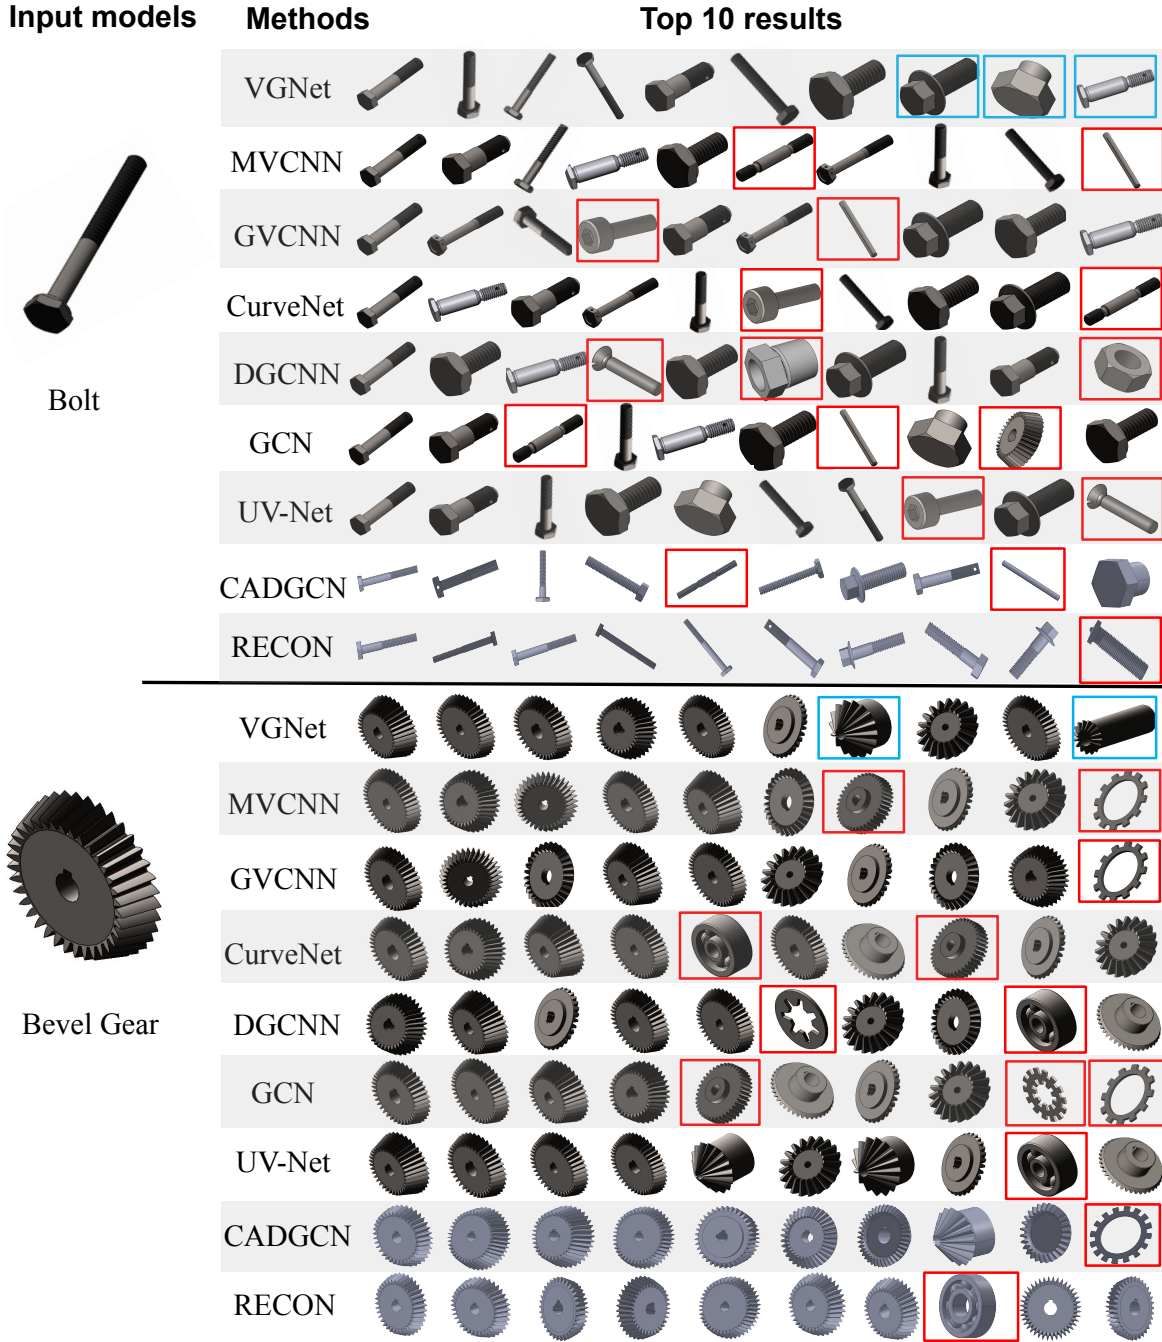 Input models Methods Top 10 results
VGNet
MVCNN
GVCNN
CurveNet
DGCNN
Bolt
GCN
UV-Net
CADGCN
RECON
VGNet
MVCNN
GVCNN
CurveNet
DGCNN
Bevel Gear
GCN
UV-Net
CADGCN
RECON